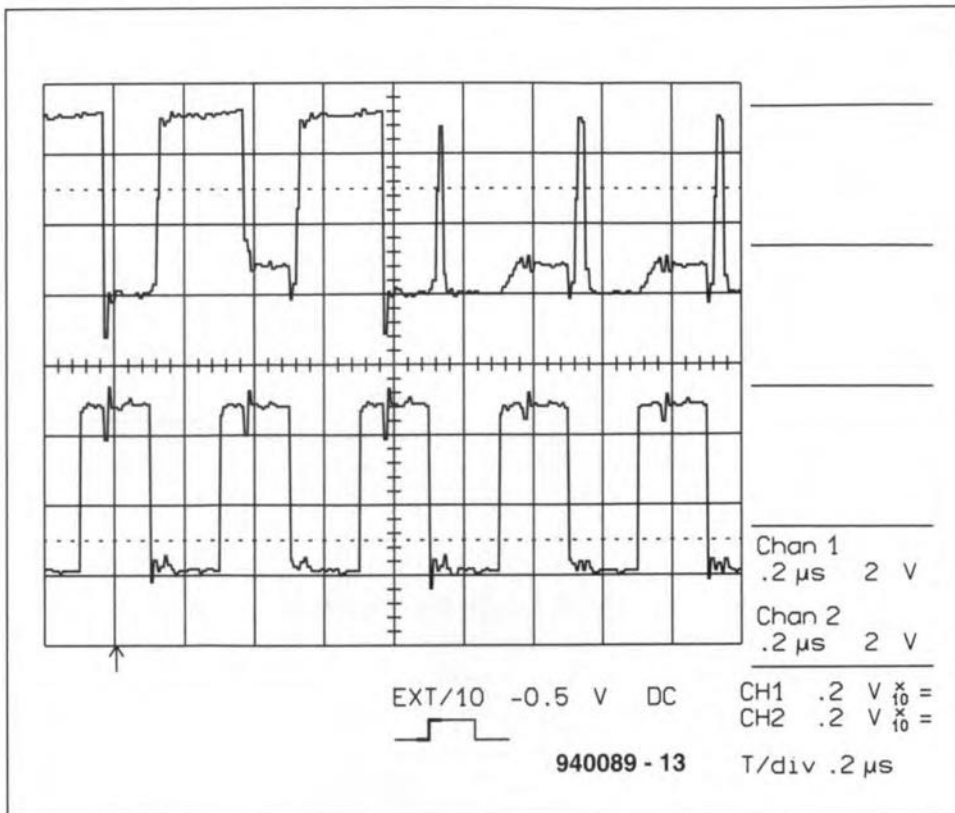 Chan 1
.2 µs 2 V
Chan 2
.2 µs 2 V
EXT/10 -0.5 V DC
CH1 .2 V x10 =
CH2 .2 V x10 =
T/div .2 µs
940089 - 13